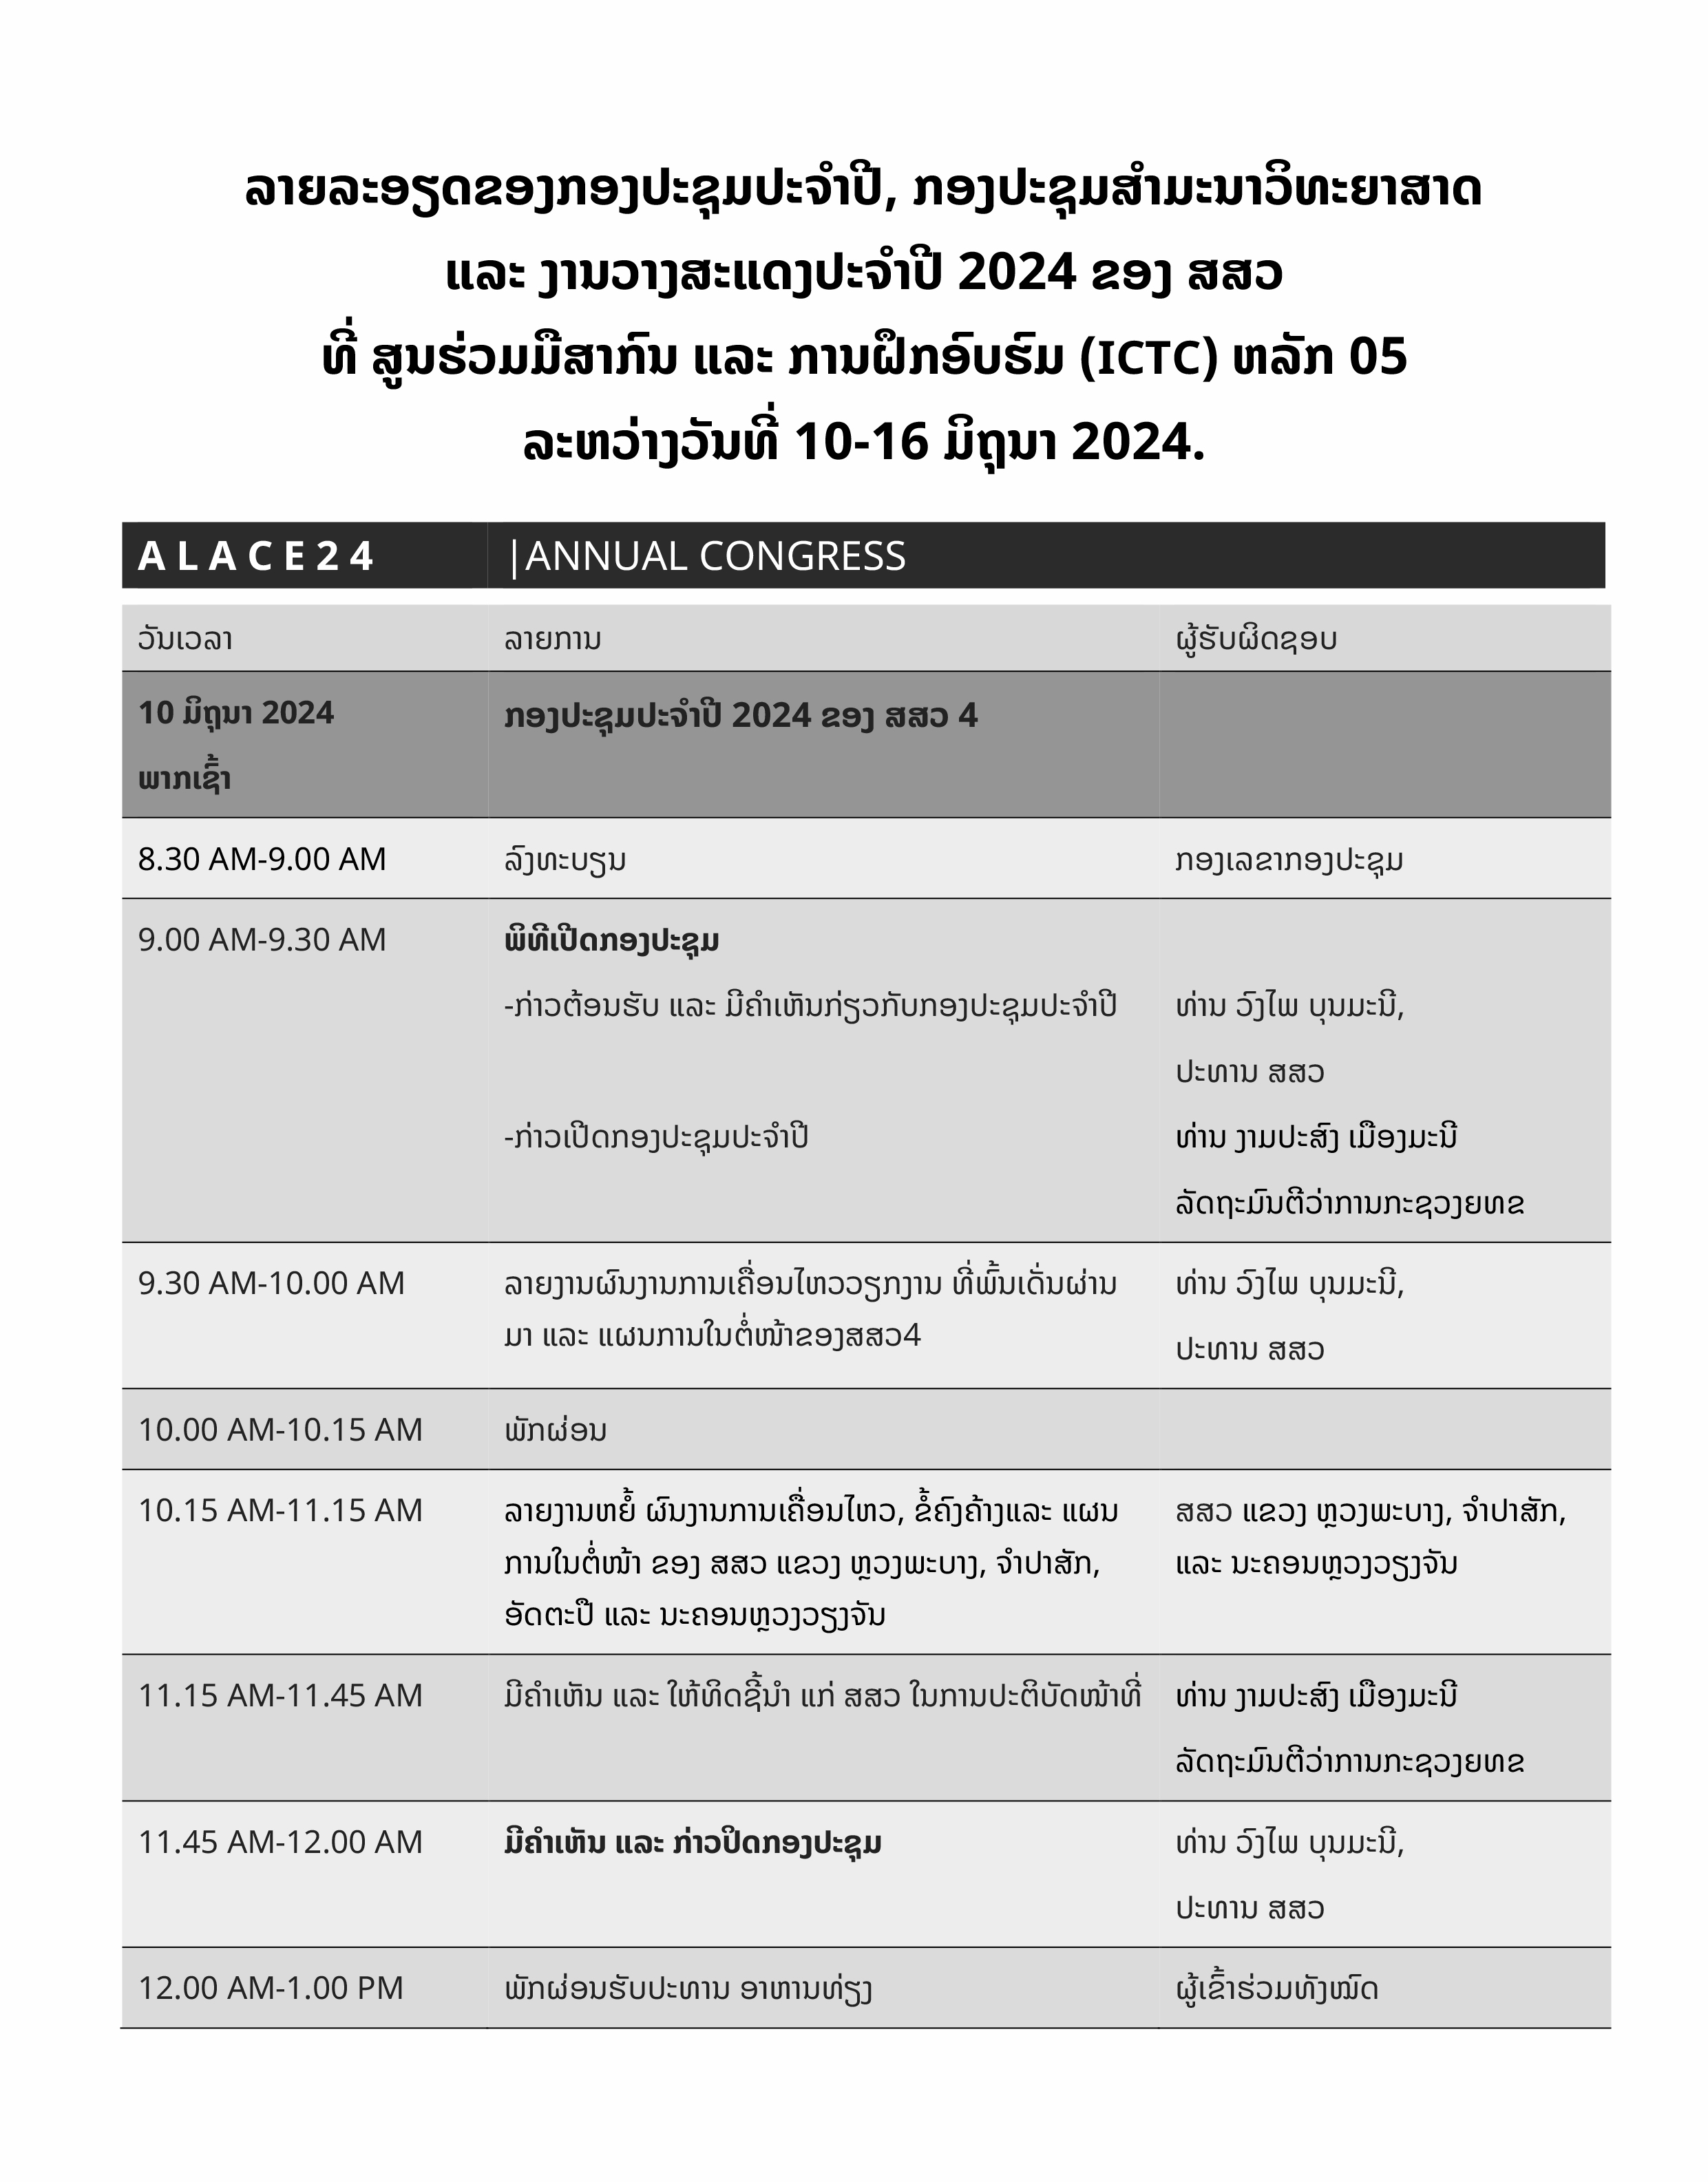 ລາຍລະອຽດຂອງກອງປະຊຸມປະຈຳປີ, ກອງປະຊຸມສຳມະນາວິທະຍາສາດ
ແລະ ງານວາງສະແດງປະຈຳປີ 2024 ຂອງ ສສວ
ທີ່ ສູນຮ່ວມມືສາກົນ ແລະ ການຝຶກອົບຮົມ (ICTC) ຫລັກ 05
ລະຫວ່າງວັນທີ່ 10-16 ມິຖຸນາ 2024.
ALACE24 |ANNUAL CONGRESS
ວັນເວລາ ລາຍການ ຜູ້ຮັບຜິດຊອບ
10 ມິຖຸນາ 2024 ກອງປະຊຸມປະຈຳປີ 2024 ຂອງ ສສວ 4
ພາກເຊົ້າ
8.30 AM-9.00 AM ລົງທະບຽນ ກອງເລຂາກອງປະຊຸມ
9.00 AM-9.30 AM ພິທີເປີດກອງປະຊຸມ
-ກ່າວຕ້ອນຮັບ ແລະ ມີຄຳເຫັນກ່ຽວກັບກອງປະຊຸມປະຈຳປີ ທ່ານ ວົງໄພ ບຸນມະນີ,
ປະທານ ສສວ
-ກ່າວເປີດກອງປະຊຸມປະຈຳປີ ທ່ານ ງາມປະສົງ ເມືອງມະນີ
ລັດຖະມົນຕີວ່າການກະຊວງຍທຂ
9.30 AM-10.00 AM ລາຍງານຜົນງານການເຄື່ອນໄຫວວຽກງານ ທີ່ພົ້ນເດັ່ນຜ່ານ ທ່ານ ວົງໄພ ບຸນມະນີ,
ມາ ແລະ ແຜນການໃນຕໍ່ໜ້າຂອງສສວ4
ປະທານ ສສວ
10.00 AM-10.15 AM ພັກຜ່ອນ
10.15 AM-11.15 AM ລາຍງານຫຍໍ້ ຜົນງານການເຄື່ອນໄຫວ, ຂໍ້ຄົງຄ້າງແລະ ແຜນ ສສວ ແຂວງ ຫຼວງພະບາງ, ຈຳປາສັກ,
ການໃນຕໍ່ໜ້າ ຂອງ ສສວ ແຂວງ ຫຼວງພະບາງ, ຈຳປາສັກ, ແລະ ນະຄອນຫຼວງວຽງຈັນ
ອັດຕະປື ແລະ ນະຄອນຫຼວງວຽງຈັນ
11.15 AM-11.45 AM ມີຄຳເຫັນ ແລະ ໃຫ້ທິດຊີ້ນຳ ແກ່ ສສວ ໃນການປະຕິບັດໜ້າທີ່ ທ່ານ ງາມປະສົງ ເມືອງມະນີ
ລັດຖະມົນຕີວ່າການກະຊວງຍທຂ
11.45 AM-12.00 AM ມີຄຳເຫັນ ແລະ ກ່າວປິດກອງປະຊຸມ ທ່ານ ວົງໄພ ບຸນມະນີ,
ປະທານ ສສວ
12.00 AM-1.00 PM ພັກຜ່ອນຮັບປະທານ ອາຫານທ່ຽງ ຜູ້ເຂົ້າຮ່ວມທັງໝົດ